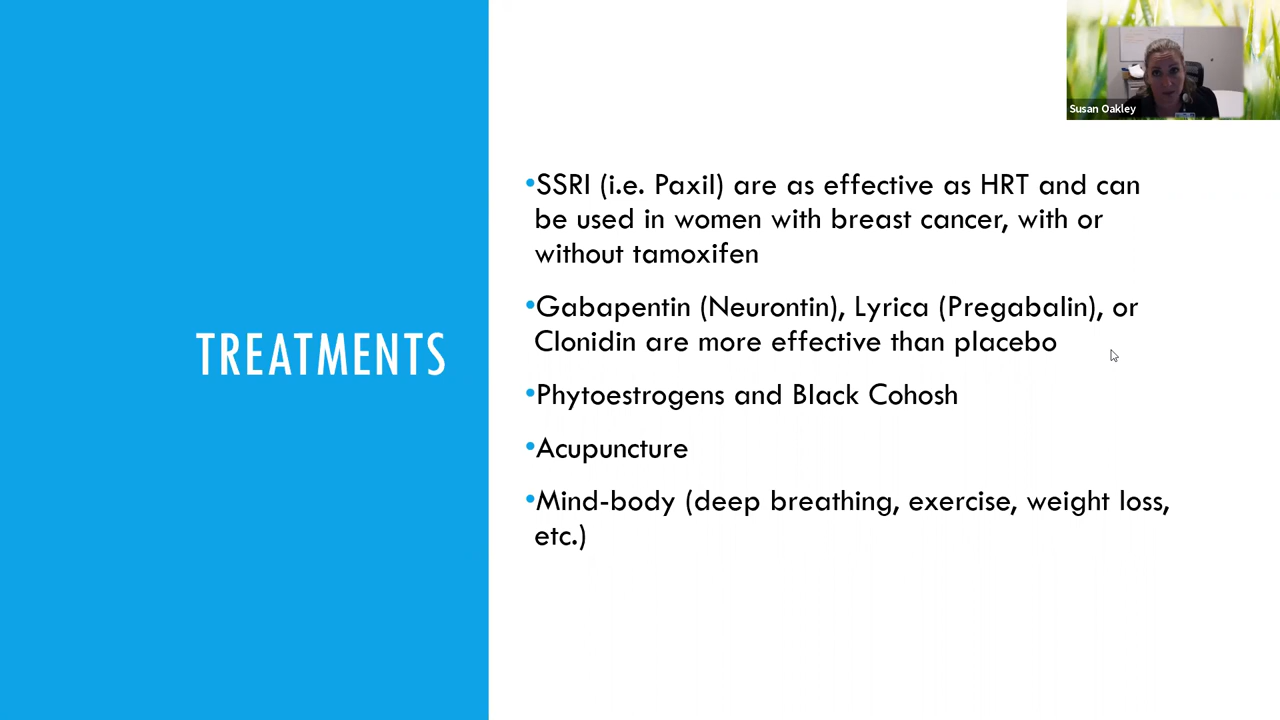 Susan Oakley
TREATMENTS
•SSRI (i.e. Paxil) are as effective as HRT and can
be used in women with breast cancer, with or
without tamoxifen
•Gabapentin (Neurontin), Lyrica (Pregabalin), or
Clonidin are more effective than placebo
•Phytoestrogens and Black Cohosh
•Acupuncture
•Mind-body (deep breathing, exercise, weight loss,
etc.)